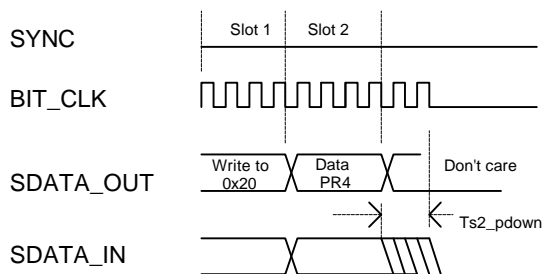 SYNC
Slot 1
Slot 2
BIT_CLK
SDATA_OUT
Write to
0x20
Data
PR4
Don't care
Ts2_pdown
SDATA_IN